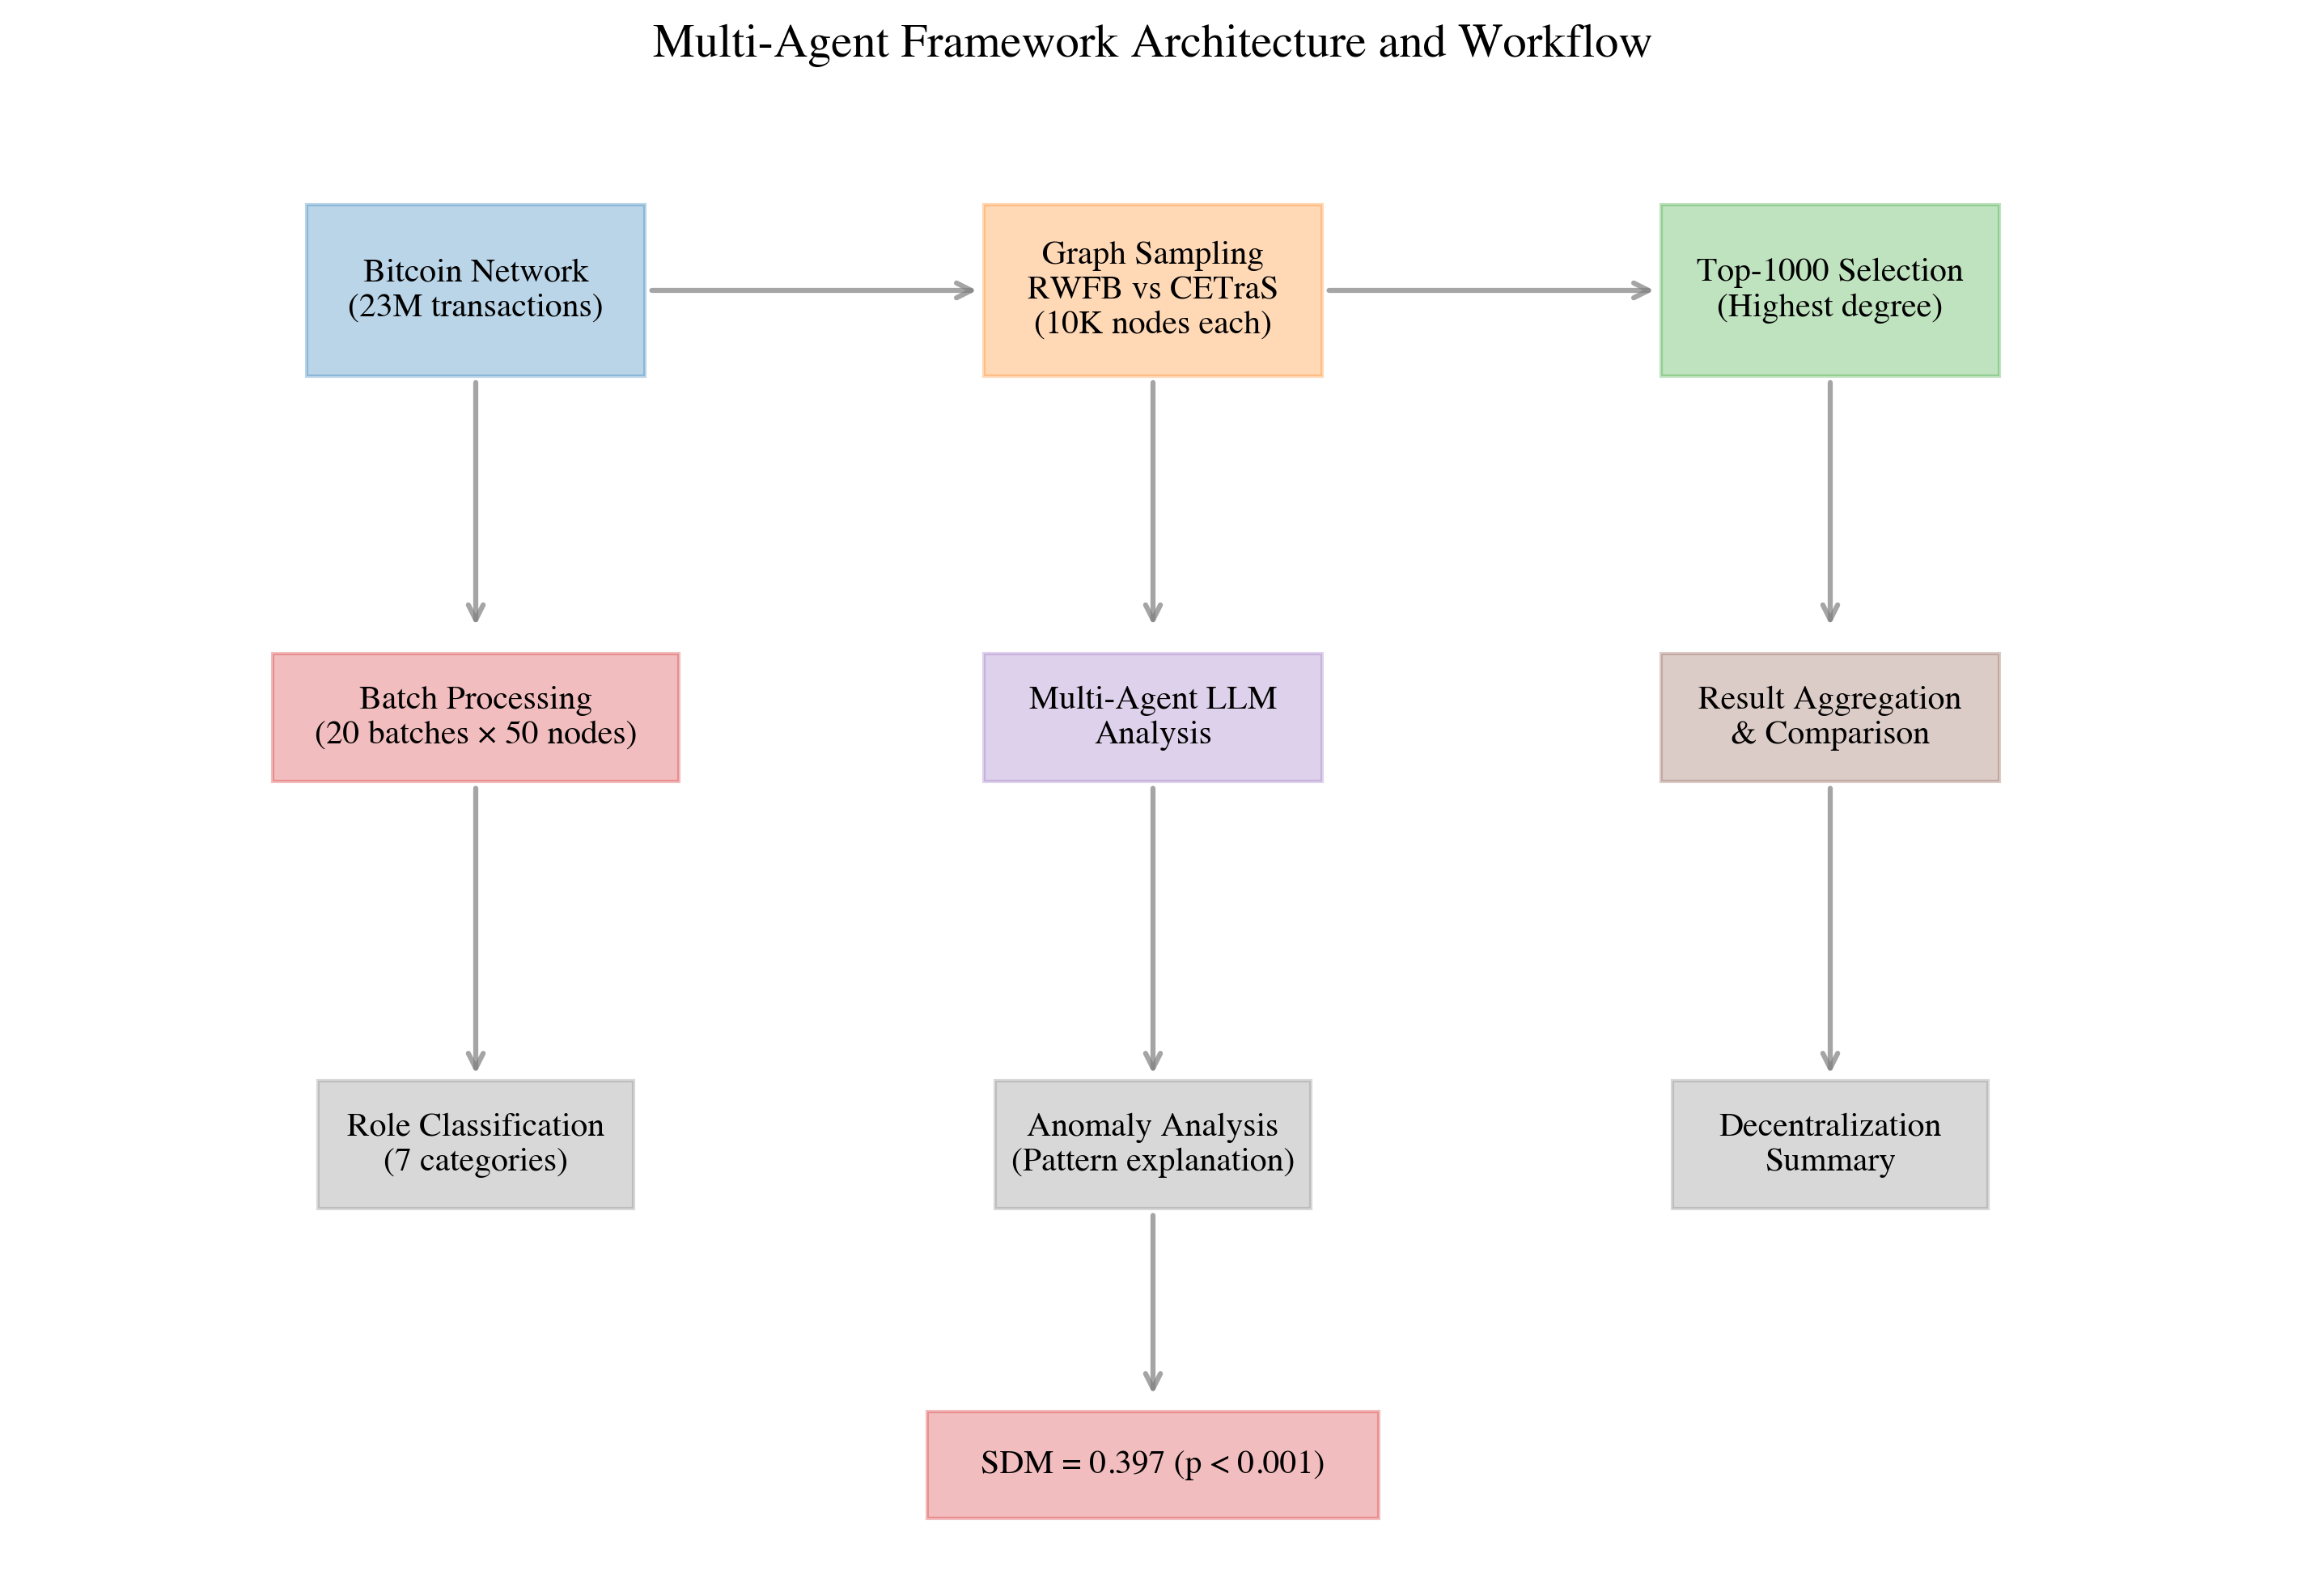 Multi-Agent Framework Architecture and Workflow
Bitcoin Network
(23M transactions)
Graph Sampling
RWFB vs CETraS
(10K nodes each)
Top-1000 Selection
(Highest degree)
Batch Processing
(20 batches × 50 nodes)
Multi-Agent LLM
Analysis
Result Aggregation
& Comparison
Role Classification
(7 categories)
Anomaly Analysis
(Pattern explanation)
Decentralization
Summary
SDM = 0.397 (p < 0.001)